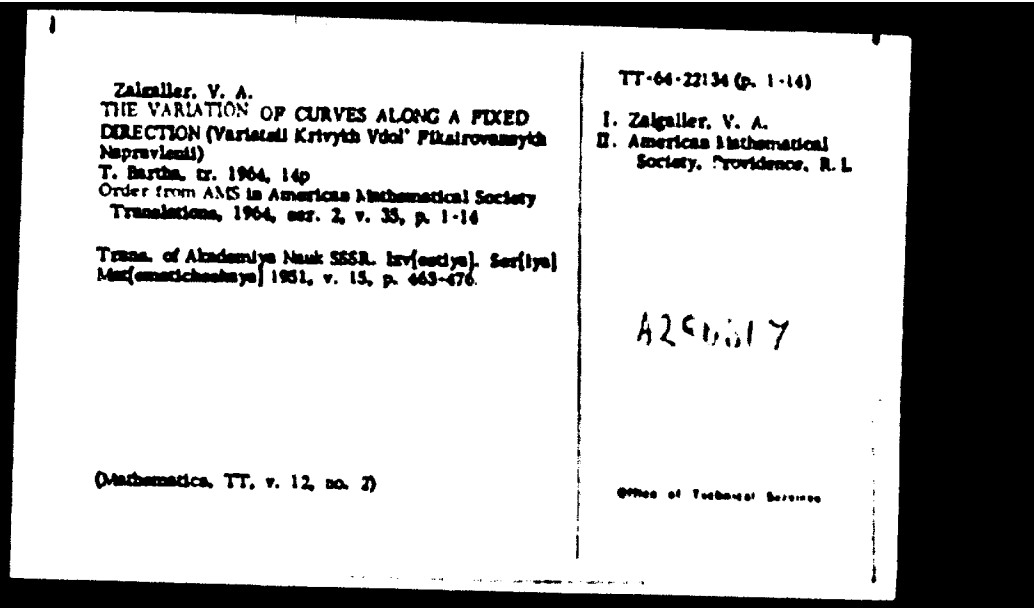 Zalgaller, V. A.
THE VARIATION OF CURVES ALONG A FIXED
DIRECTION (Variatsii Krivykh Vdol' Fiksirovannykh
Napravlenii)
T. Bartha, tr. 1964, 14p
Order from AMS in American Mathematical Society
Translations, 1964, ser. 2, v. 35, p. 1-14
Trans. of Akademiya Nauk SSSR. Izv[estiya]. Ser[iya]
Mat[ematicheskaya] 1951, v. 15, p. 463-476.
(Mathematics, TT, v. 12, no. 2)
TT-64-22134 (p. 1-14)
I. Zalgaller, V. A.
II. American Mathematical
Society, Providence, R. I.
Office of Technical Services